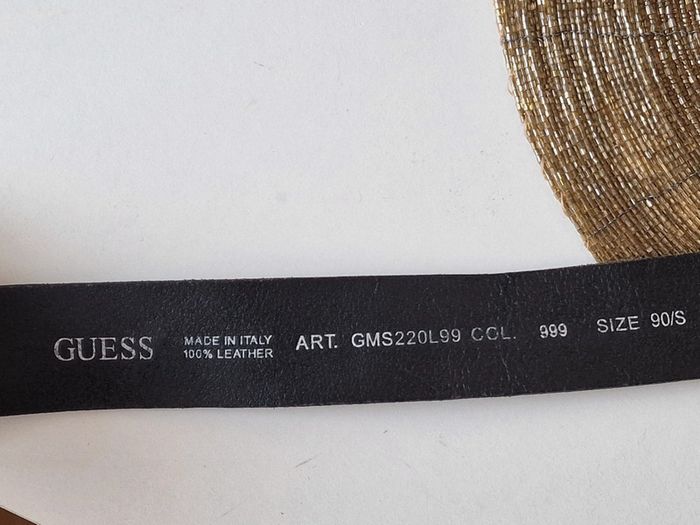 GUESS
MADE IN ITALY
100% LEATHER
ART. GMS220L99 COL. 999 SIZE 90/S